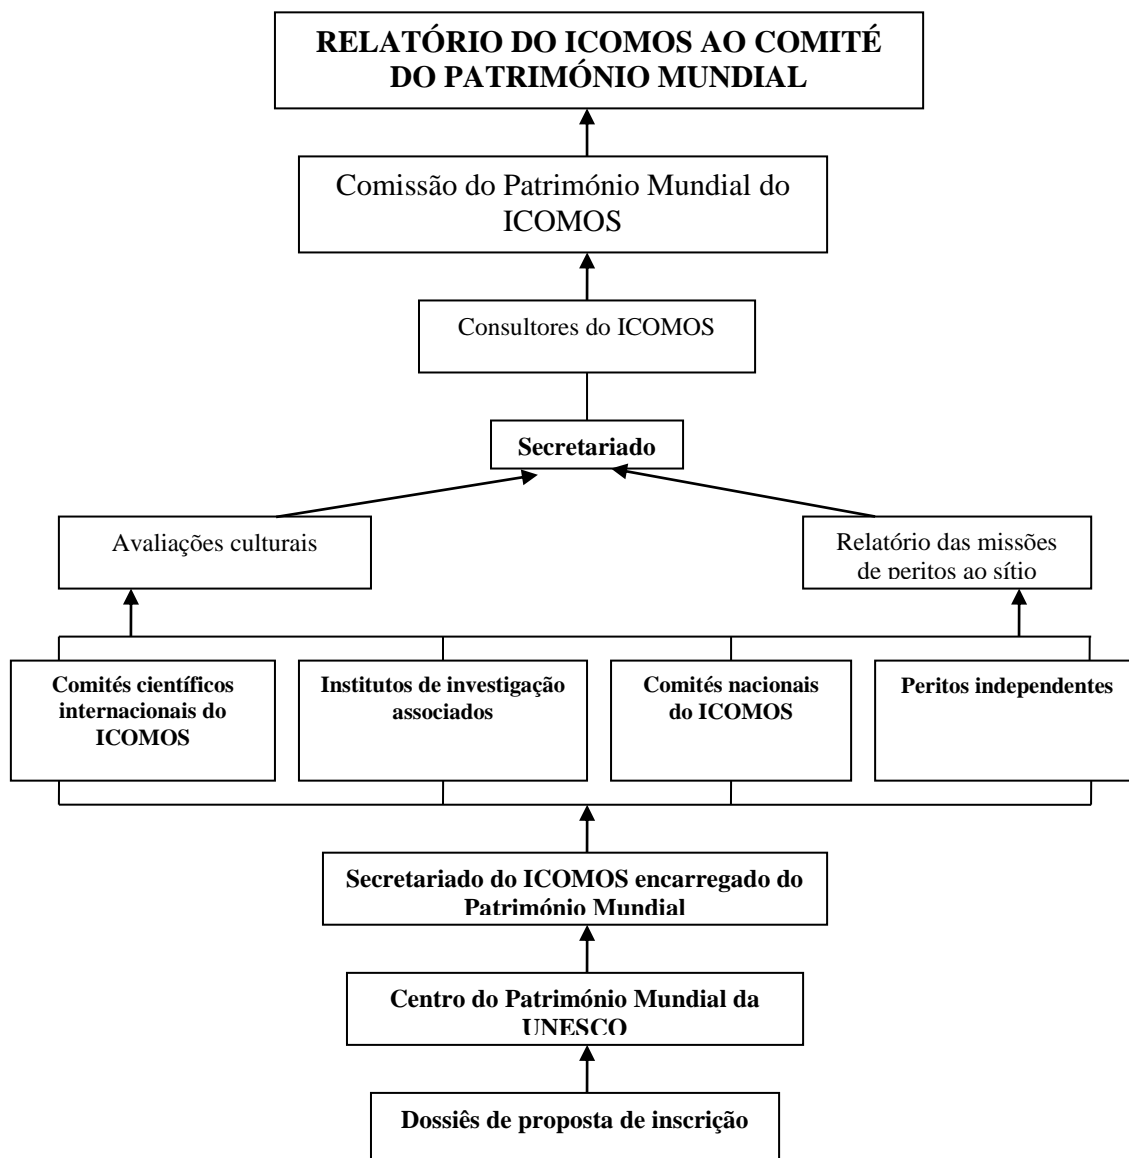 RELATÓRIO DO ICOMOS AO COMITÉ
DO PATRIMÓNIO MUNDIAL
Comissão do Património Mundial do
ICOMOS
Consultores do ICOMOS
Secretariado
Avaliações culturais
Relatório das missões
de peritos ao sítio
Comités científicos
internacionais do
ICOMOS
Institutos de investigação
associados
Comités nacionais
do ICOMOS
Peritos independentes
Secretariado do ICOMOS encarregado do
Património Mundial
Centro do Património Mundial da
UNESCO
Dossiês de proposta de inscrição